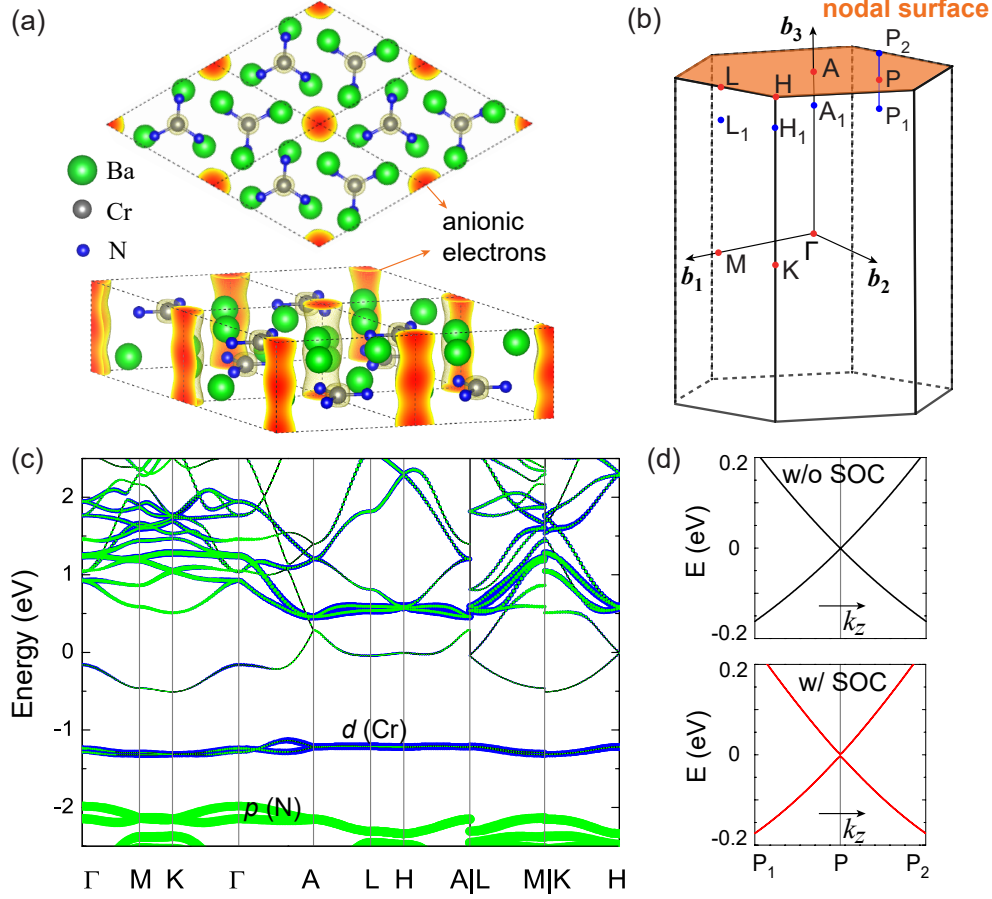 (a)
Ba
Cr
N
anionic
electrons
(b)
nodal surface
b3
P2
L
H
A
P
L1
H1
A1
P1
Γ
M
K
b1
b2
(c)
Energy (eV)
2
1
0
-1
-2
d (Cr)
p (N)
Γ M K Γ A L H A|L M|K H
(d)
E (eV)
0.2
0
-0.2
w/o SOC
kz
E (eV)
0.2
0
-0.2
w/ SOC
kz
P1 P P2